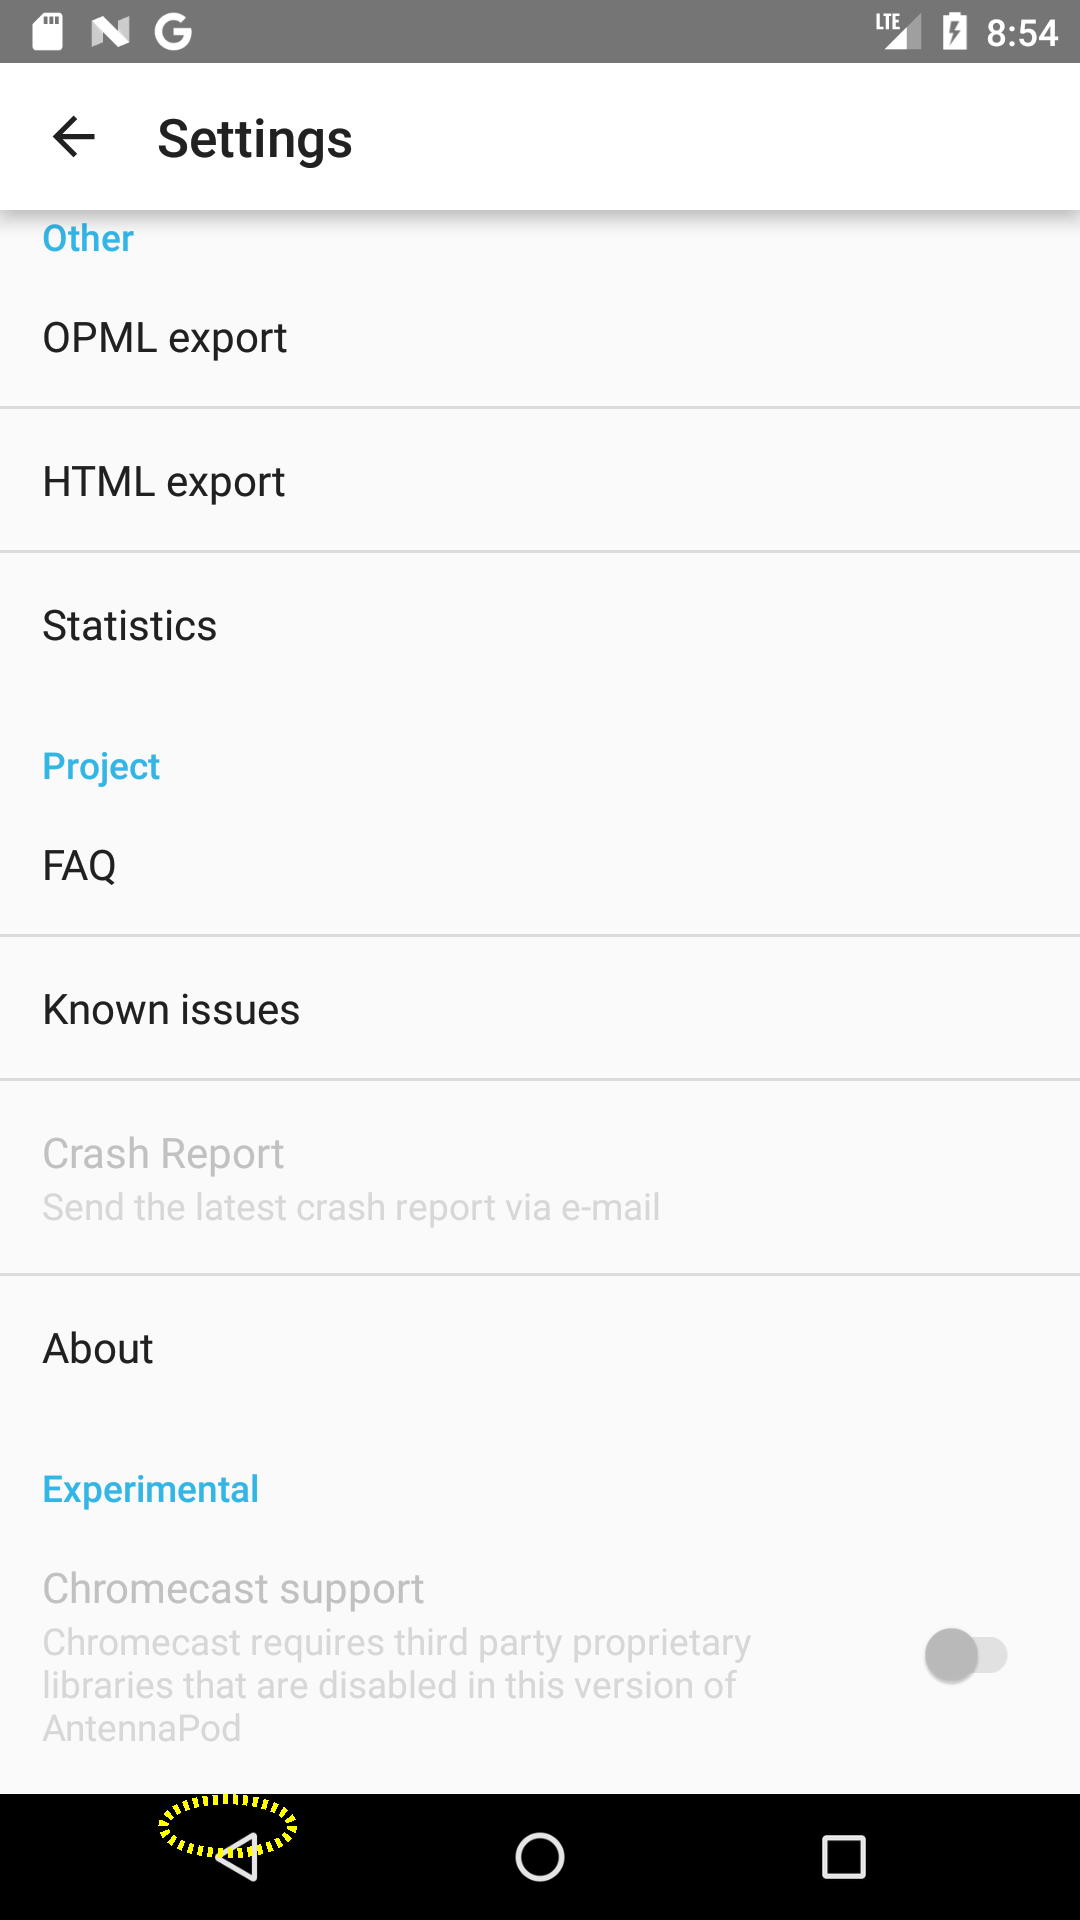 LTE 8:54
Settings
Other
OPML export
HTML export
Statistics
Project
FAQ
Known issues
Crash Report
Send the latest crash report via e-mail
About
Experimental
Chromecast support
Chromecast requires third party proprietary
libraries that are disabled in this version of
AntennaPod